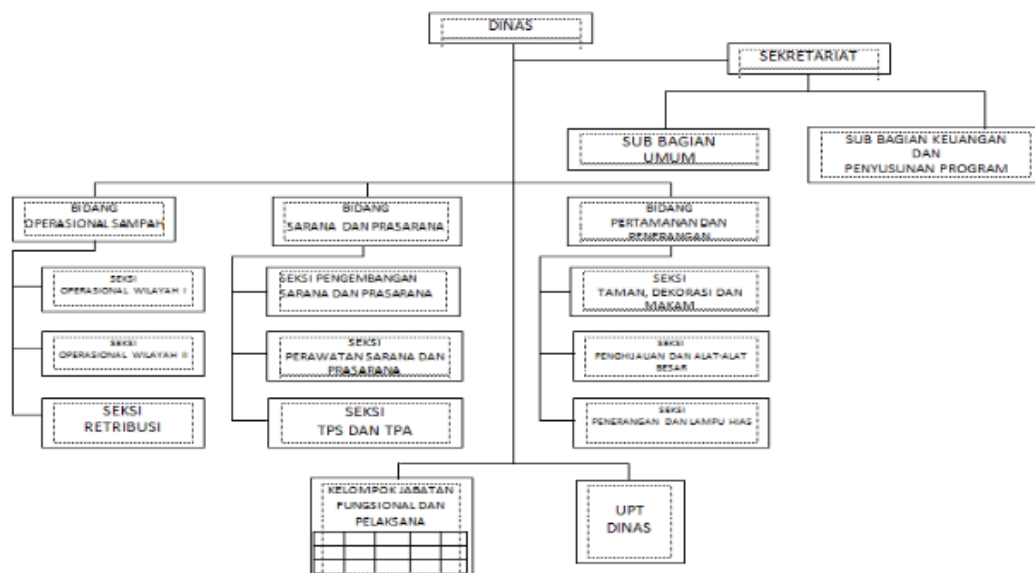 DINAS
SEKRETARIAT
SUB BAGIAN
UMUM
SUB BAGIAN KEUANGAN
DAN
PENYUSUNAN PROGRAM
BIDANG
OPERASIONAL SAMPAH
BIDANG
SARANA DAN PRASARANA
BIDANG
PERTAMANAN DAN
PENERANGAN
SEKSI
OPERASIONAL WILAYAH I
SEKSI PENGEMBANGAN
SARANA DAN PRASARANA
SEKSI
TAMAN, DEKORASI DAN
MAKAM
SEKSI
OPERASIONAL WILAYAH II
SEKSI
PERAWATAN SARANA DAN
PRASARANA
SEKSI
PENGHIJAUAN DAN ALAT-ALAT
BESAR
SEKSI
RETRIBUSI
SEKSI
TPS DAN TPA
SEKSI
PENERANGAN DAN LAMPU HIAS
KELOMPOK JABATAN
FUNGSIONAL DAN
PELAKSANA
UPT
DINAS